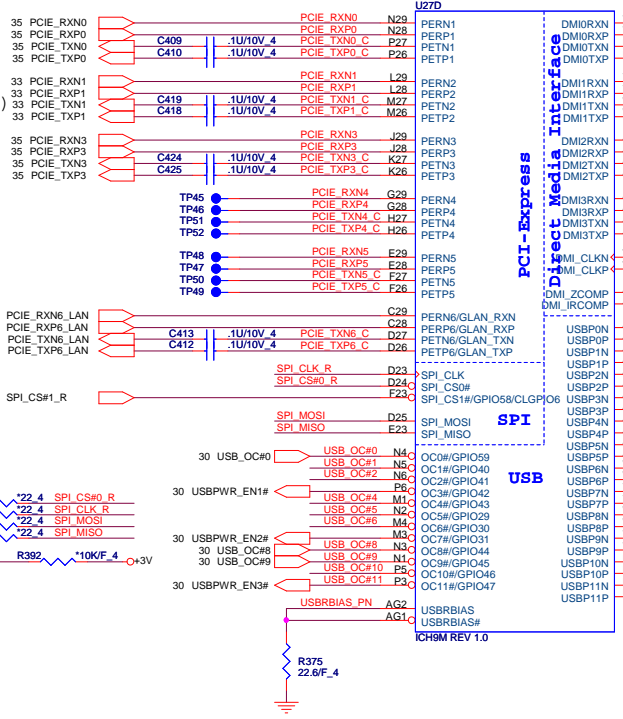 U27D
35 PCIE_RXN0 PCIE_RXN0 N29 PERN1 DMI0RXN
35 PCIE_RXP0 PCIE_RXP0 N28 PERP1 DMI0RXP
35 PCIE_TXN0 C409 .1U/10V_4 PCIE_TXN0_C P27 PETN1 DMI0TXN
35 PCIE_TXP0 C410 .1U/10V_4 PCIE_TXP0_C P26 PETP1 DMI0TXP
33 PCIE_RXN1 PCIE_RXN1 L29 PERN2 DMI1RXN
33 PCIE_RXP1 PCIE_RXP1 L28 PERP2 DMI1RXP
) 33 PCIE_TXN1 C419 .1U/10V_4 PCIE_TXN1_C M27 PETN2 DMI1TXN
33 PCIE_TXP1 C418 .1U/10V_4 PCIE_TXP1_C M26 PETP2 DMI1TXP
35 PCIE_RXN3 PCIE_RXN3 J29 PERN3 DMI2RXN
35 PCIE_RXP3 PCIE_RXP3 J28 PERP3 DMI2RXP
35 PCIE_TXN3 C424 .1U/10V_4 PCIE_TXN3_C K27 PETN3 DMI2TXN
35 PCIE_TXP3 C425 .1U/10V_4 PCIE_TXP3_C K26 PETP3 DMI2TXP
TP45 PCIE_RXN4 G29 PERN4 DMI3RXN
TP46 PCIE_RXP4 G28 PERP4 DMI3RXP
TP51 PCIE_TXN4_C H27 PETN4 DMI3TXN
TP52 PCIE_TXP4_C H26 PETP4 DMI3TXP
PCI-Express
Direct Media Interface
TP48 PCIE_RXN5 E29 PERN5 DMI_CLKN
TP47 PCIE_RXP5 E28 PERP5 DMI_CLKP
TP50 PCIE_TXN5_C F27 PETN5
TP49 PCIE_TXP5_C F26 PETP5 DMI_ZCOMP
DMI_IRCOMP
PCIE_RXN6_LAN C29 PERN6/GLAN_RXN
PCIE_RXP6_LAN C28 PERP6/GLAN_RXP USBP0N
PCIE_TXN6_LAN C413 .1U/10V_4 PCIE_TXN6_C D27 PETN6/GLAN_TXN USBP0P
PCIE_TXP6_LAN C412 .1U/10V_4 PCIE_TXP6_C D26 PETP6/GLAN_TXP USBP1N
USBP1P
SPI_CLK_R D23 SPI_CLK USBP2N
SPI_CS#0_R D24 SPI_CS0# USBP2P
SPI_CS#1_R F23 SPI_CS1#/GPIO58/CLGPIO6 USBP3N
USBP3P
SPI_MOSI D25 SPI_MOSI SPI USBP4N
SPI_MISO E23 SPI_MISO USBP4P
USBP5N
30 USB_OC#0 USB_OC#0 N4 OC0#/GPIO59 USBP5P
USB_OC#1 N5 OC1#/GPIO40 USBP6N
USB_OC#2 N6 OC2#/GPIO41 USB USBP6P
30 USBPWR_EN1# P6 OC3#/GPIO42 USBP7N
*22_4 SPI_CS#0_R USB_OC#4 M1 OC4#/GPIO43 USBP7P
*22_4 SPI_CLK_R USB_OC#5 N2 OC5#/GPIO29 USBP8N
*22_4 SPI_MOSI USB_OC#6 M4 OC6#/GPIO30 USBP8P
*22_4 SPI_MISO 30 USBPWR_EN2# M3 OC7#/GPIO31 USBP9N
30 USB_OC#8 USB_OC#8 N3 OC8#/GPIO44 USBP9P
R392 *10K/F_4 +3V 30 USB_OC#9 USB_OC#9 N1 OC9#/GPIO45 USBP10N
USB_OC#10 P5 OC10#/GPIO46 USBP10P
30 USBPWR_EN3# USB_OC#11 P3 OC11#/GPIO47 USBP11N
USBP11P
USBRBIAS_PN AG2 USBRBIAS
AG1 USBRBIAS#
ICH9M REV 1.0
R375
22.6/F_4